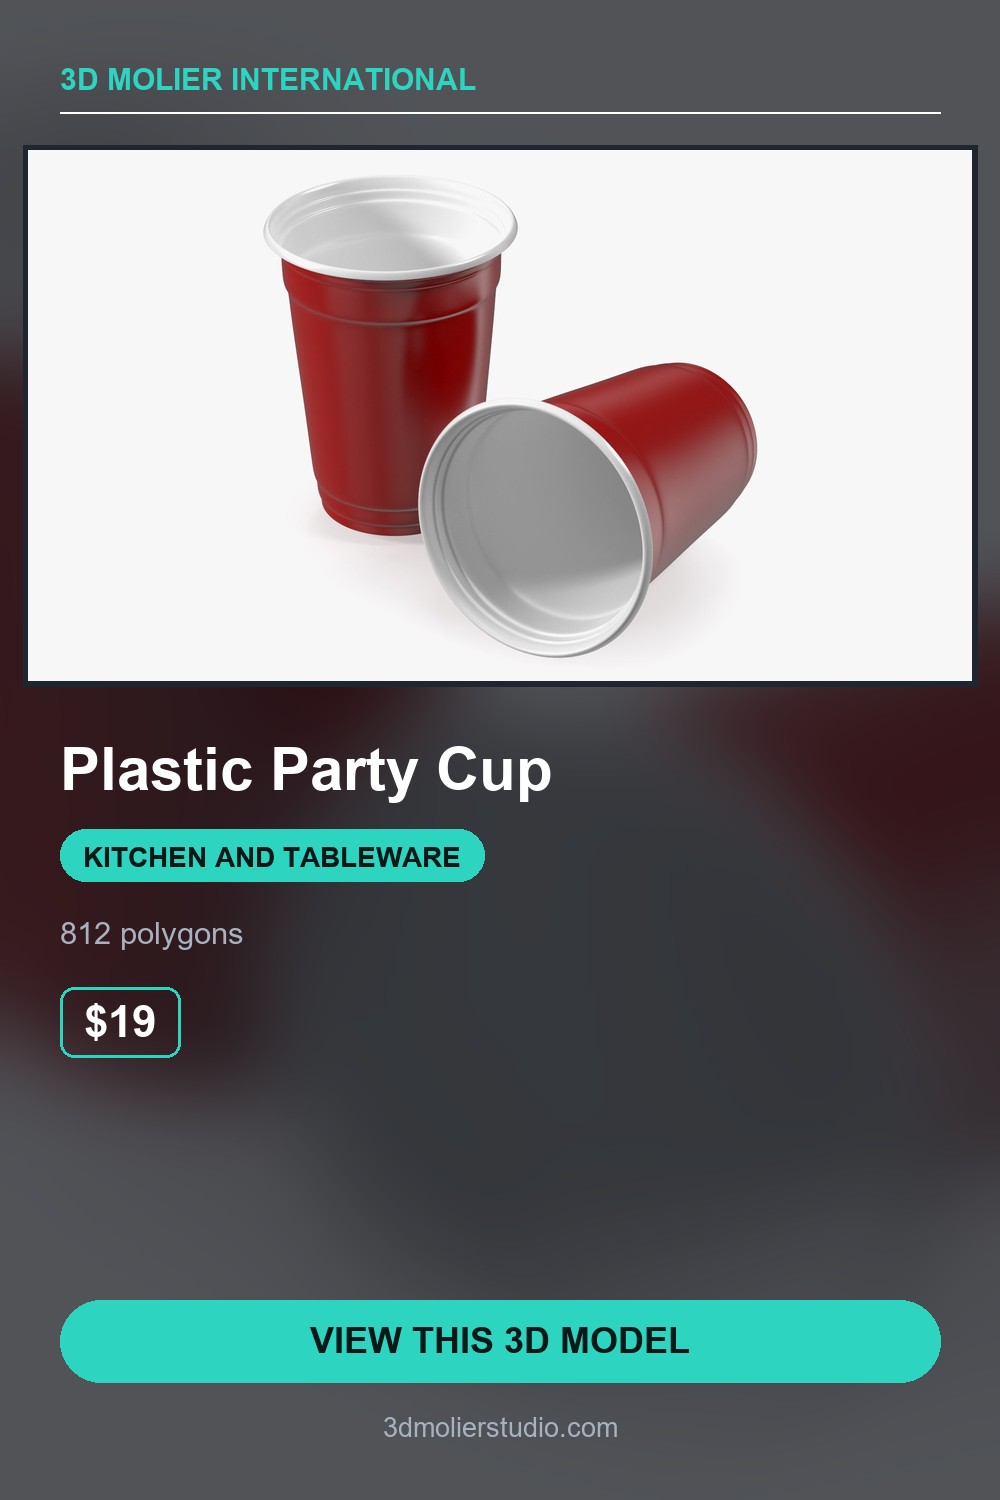 3D MOLIER INTERNATIONAL
Plastic Party Cup
KITCHEN AND TABLEWARE
812 polygons
$19
VIEW THIS 3D MODEL
3dmolierstudio.com